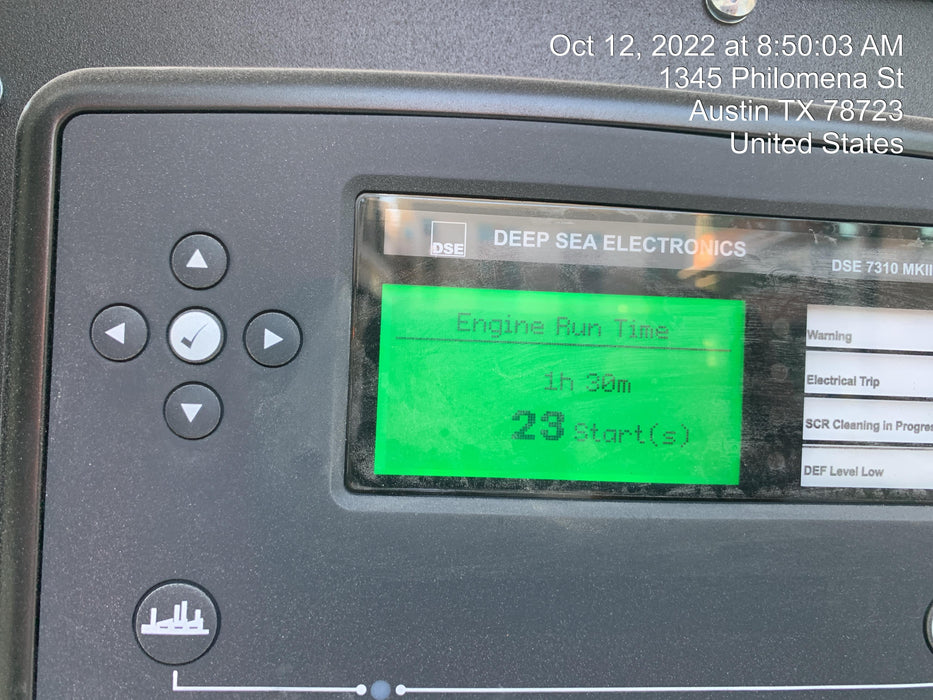 Oct 12, 2022 at 8:50:03 AM
1345 Philomena St
Austin TX 78723
United States
DSE
DEEP SEA ELECTRONICS
DSE 7310 MKII
Engine Run Time
1h 30m
23 Start(s)
Warning
Electrical Trip
SCR Cleaning in Progres
DEF Level Low